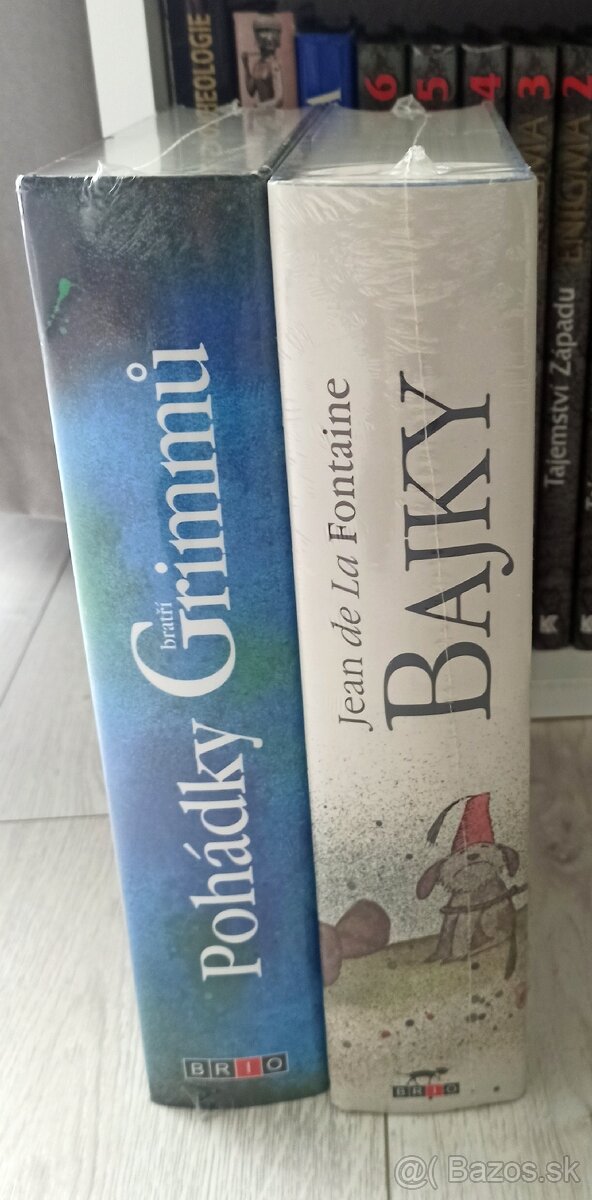 Pohádky
bratří
Grimmů
BRIO
Jean de La Fontaine
BAJKY
BRIO
6
5
4
3
2
ENIGMA
Tajemství Západu
@( Bazos.sk